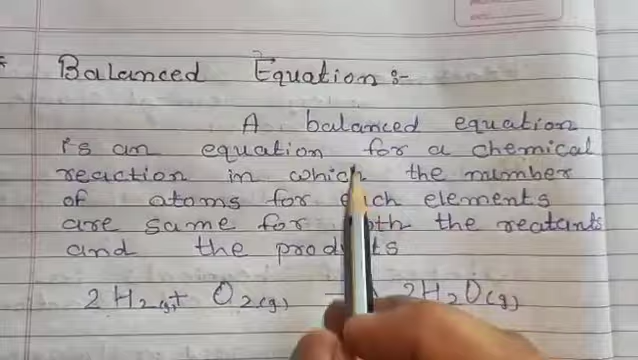 Balanced Equation :-
A balanced equation
is an equation for a chemical
reaction in which the number
of atoms for each elements
are same for both the reatants
and the products
2H2(g) + O2(g) → 2H2O(g)